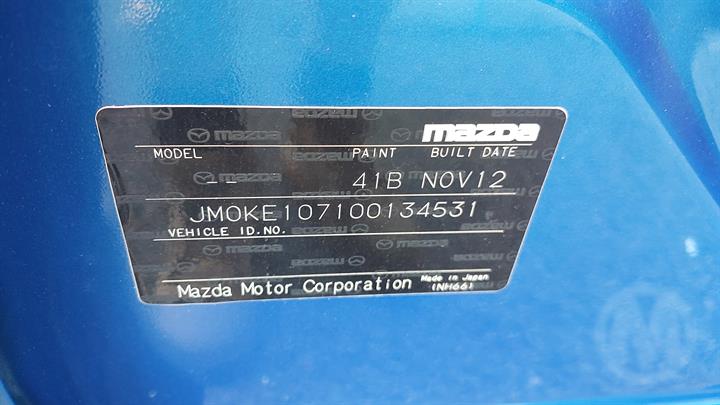 mazda
MODEL PAINT BUILT DATE
-- 41B NOV12
JM0KE107100134531
VEHICLE ID.NO.
Mazda Motor Corporation Made in Japan
(NH66)